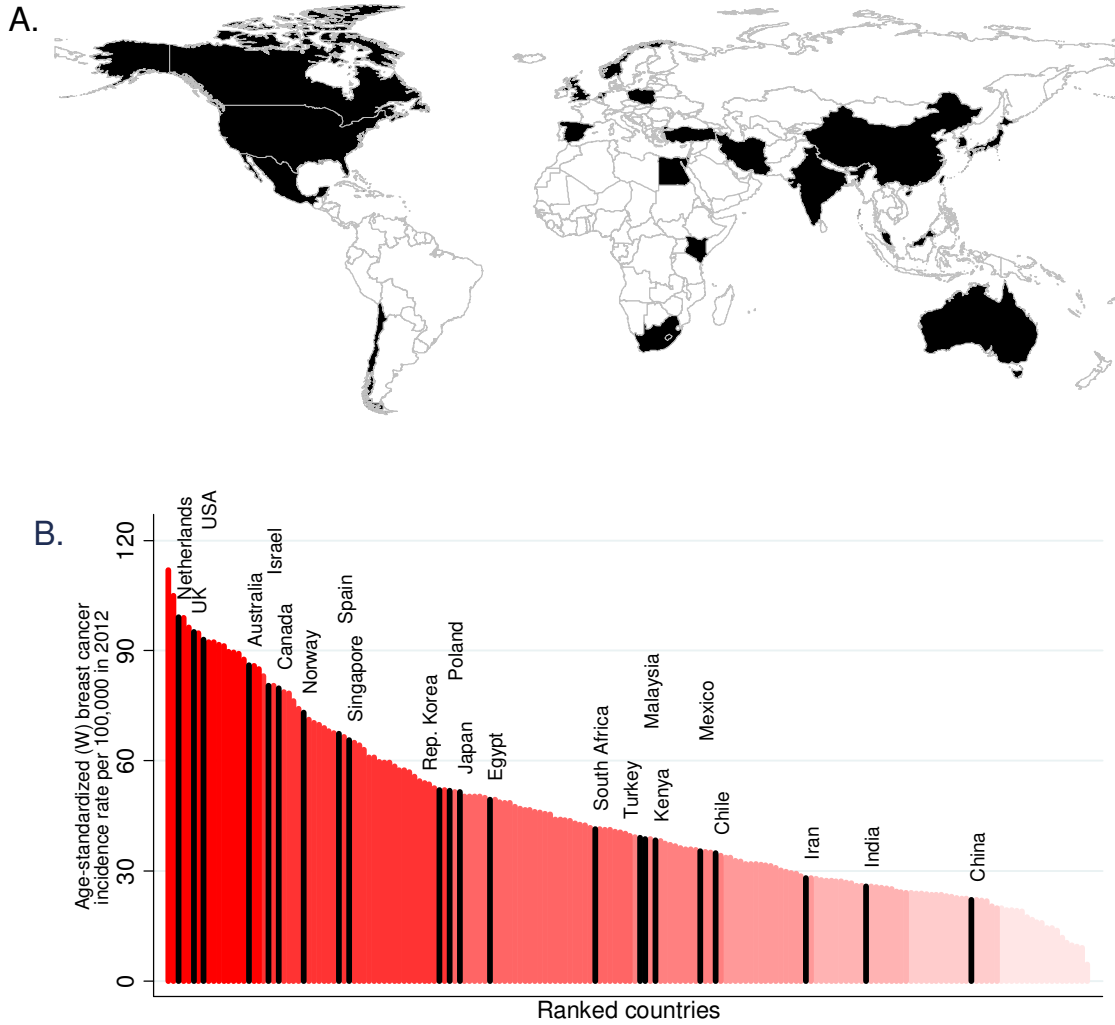 A.
B.
Age-standardized (W) breast cancer
incidence rate per 100,000 in 2012
120
90
60
30
0
Netherlands
UK
USA
Australia
Israel
Canada
Norway
Spain
Singapore
Rep. Korea
Poland
Japan
Egypt
South Africa
Turkey
Malaysia
Kenya
Mexico
Chile
Iran
India
China
Ranked countries